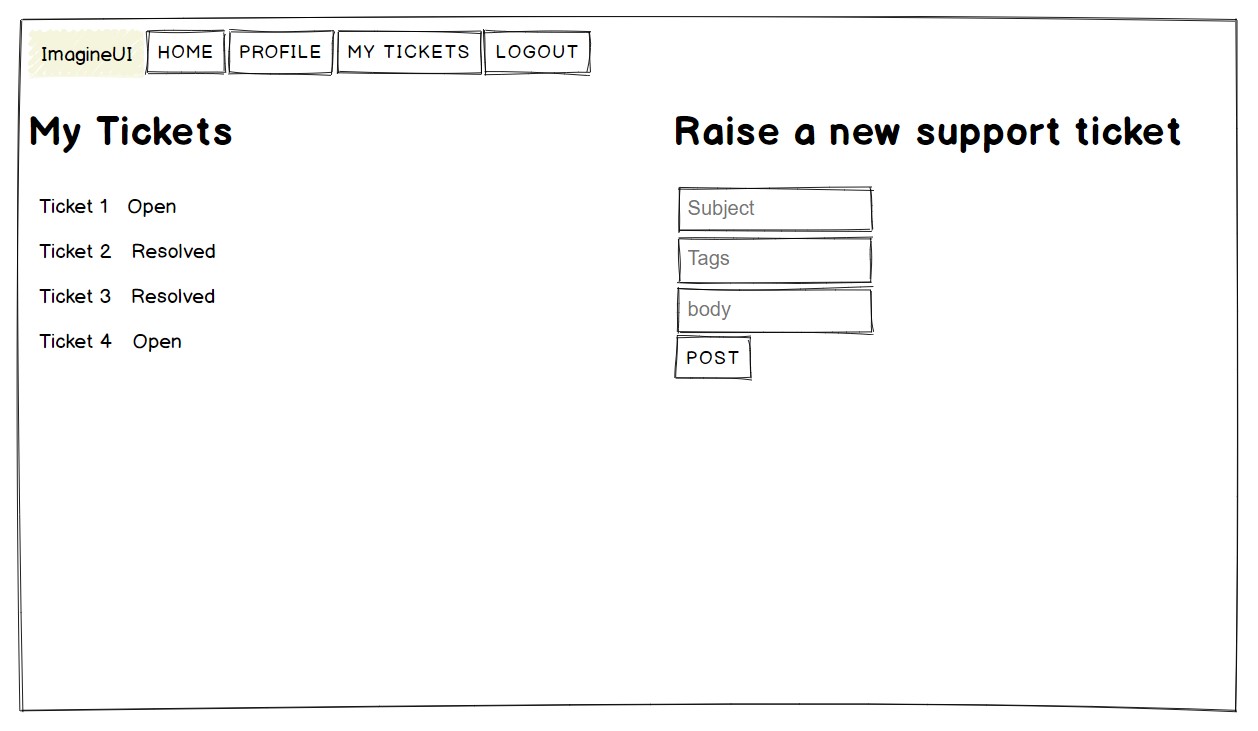 ImagineUI HOME PROFILE MY TICKETS LOGOUT
My Tickets
Ticket 1 Open
Ticket 2 Resolved
Ticket 3 Resolved
Ticket 4 Open
Raise a new support ticket
Subject
Tags
body
POST